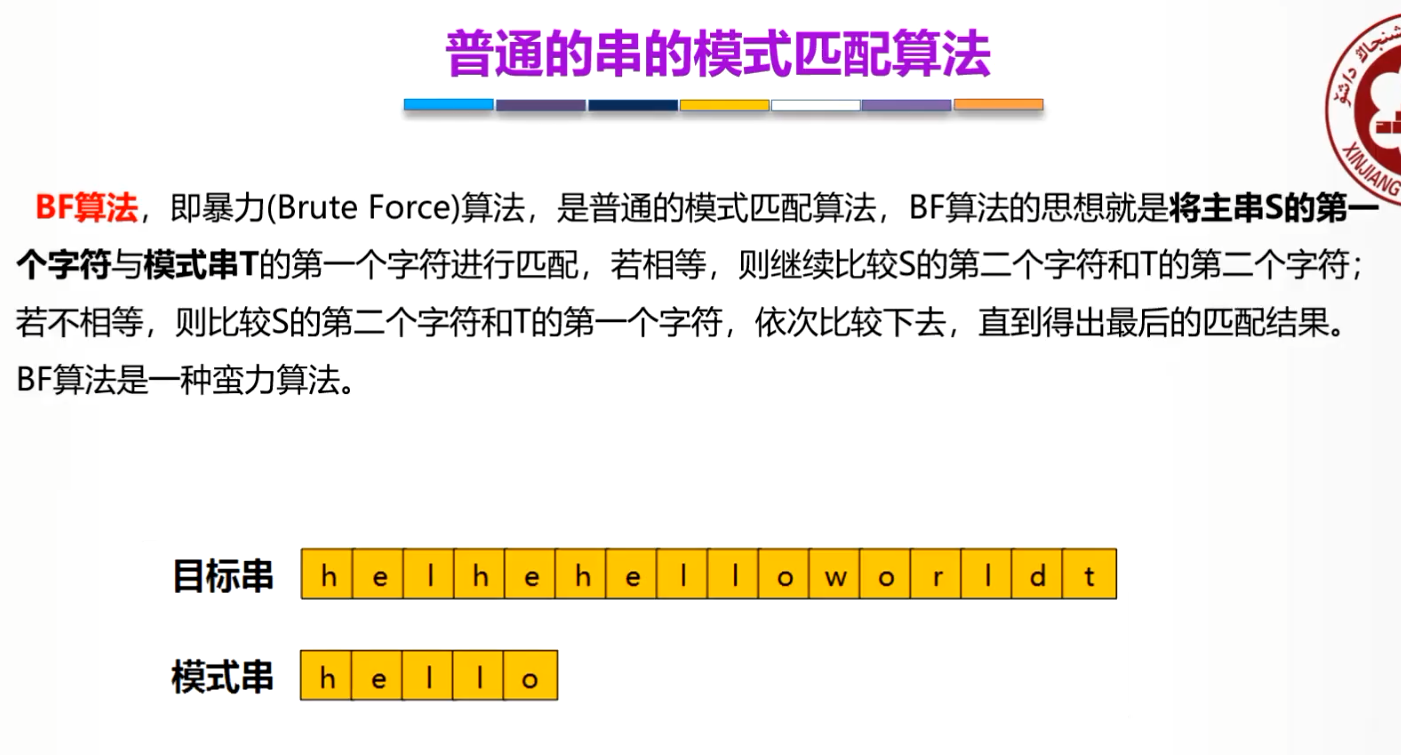 普通的串的模式匹配算法
BF算法，即暴力(Brute Force)算法，是普通的模式匹配算法，BF算法的思想就是将主串S的第一
个字符与模式串T的第一个字符进行匹配，若相等，则继续比较S的第二个字符和T的第二个字符；
若不相等，则比较S的第二个字符和T的第一个字符，依次比较下去，直到得出最后的匹配结果。
BF算法是一种蛮力算法。
目标串 h e l h e h e l l o w o r l d t
模式串 h e l l o
XINJIANG